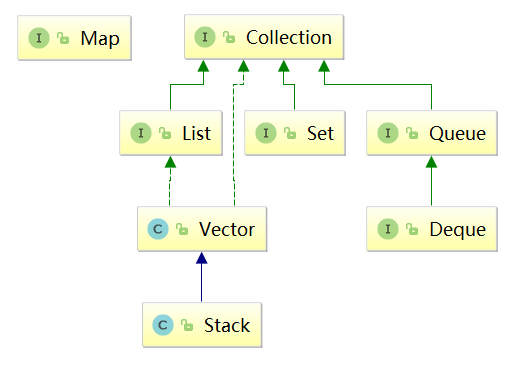 I Map
I Collection
I List
I Set
I Queue
C Vector
I Deque
C Stack